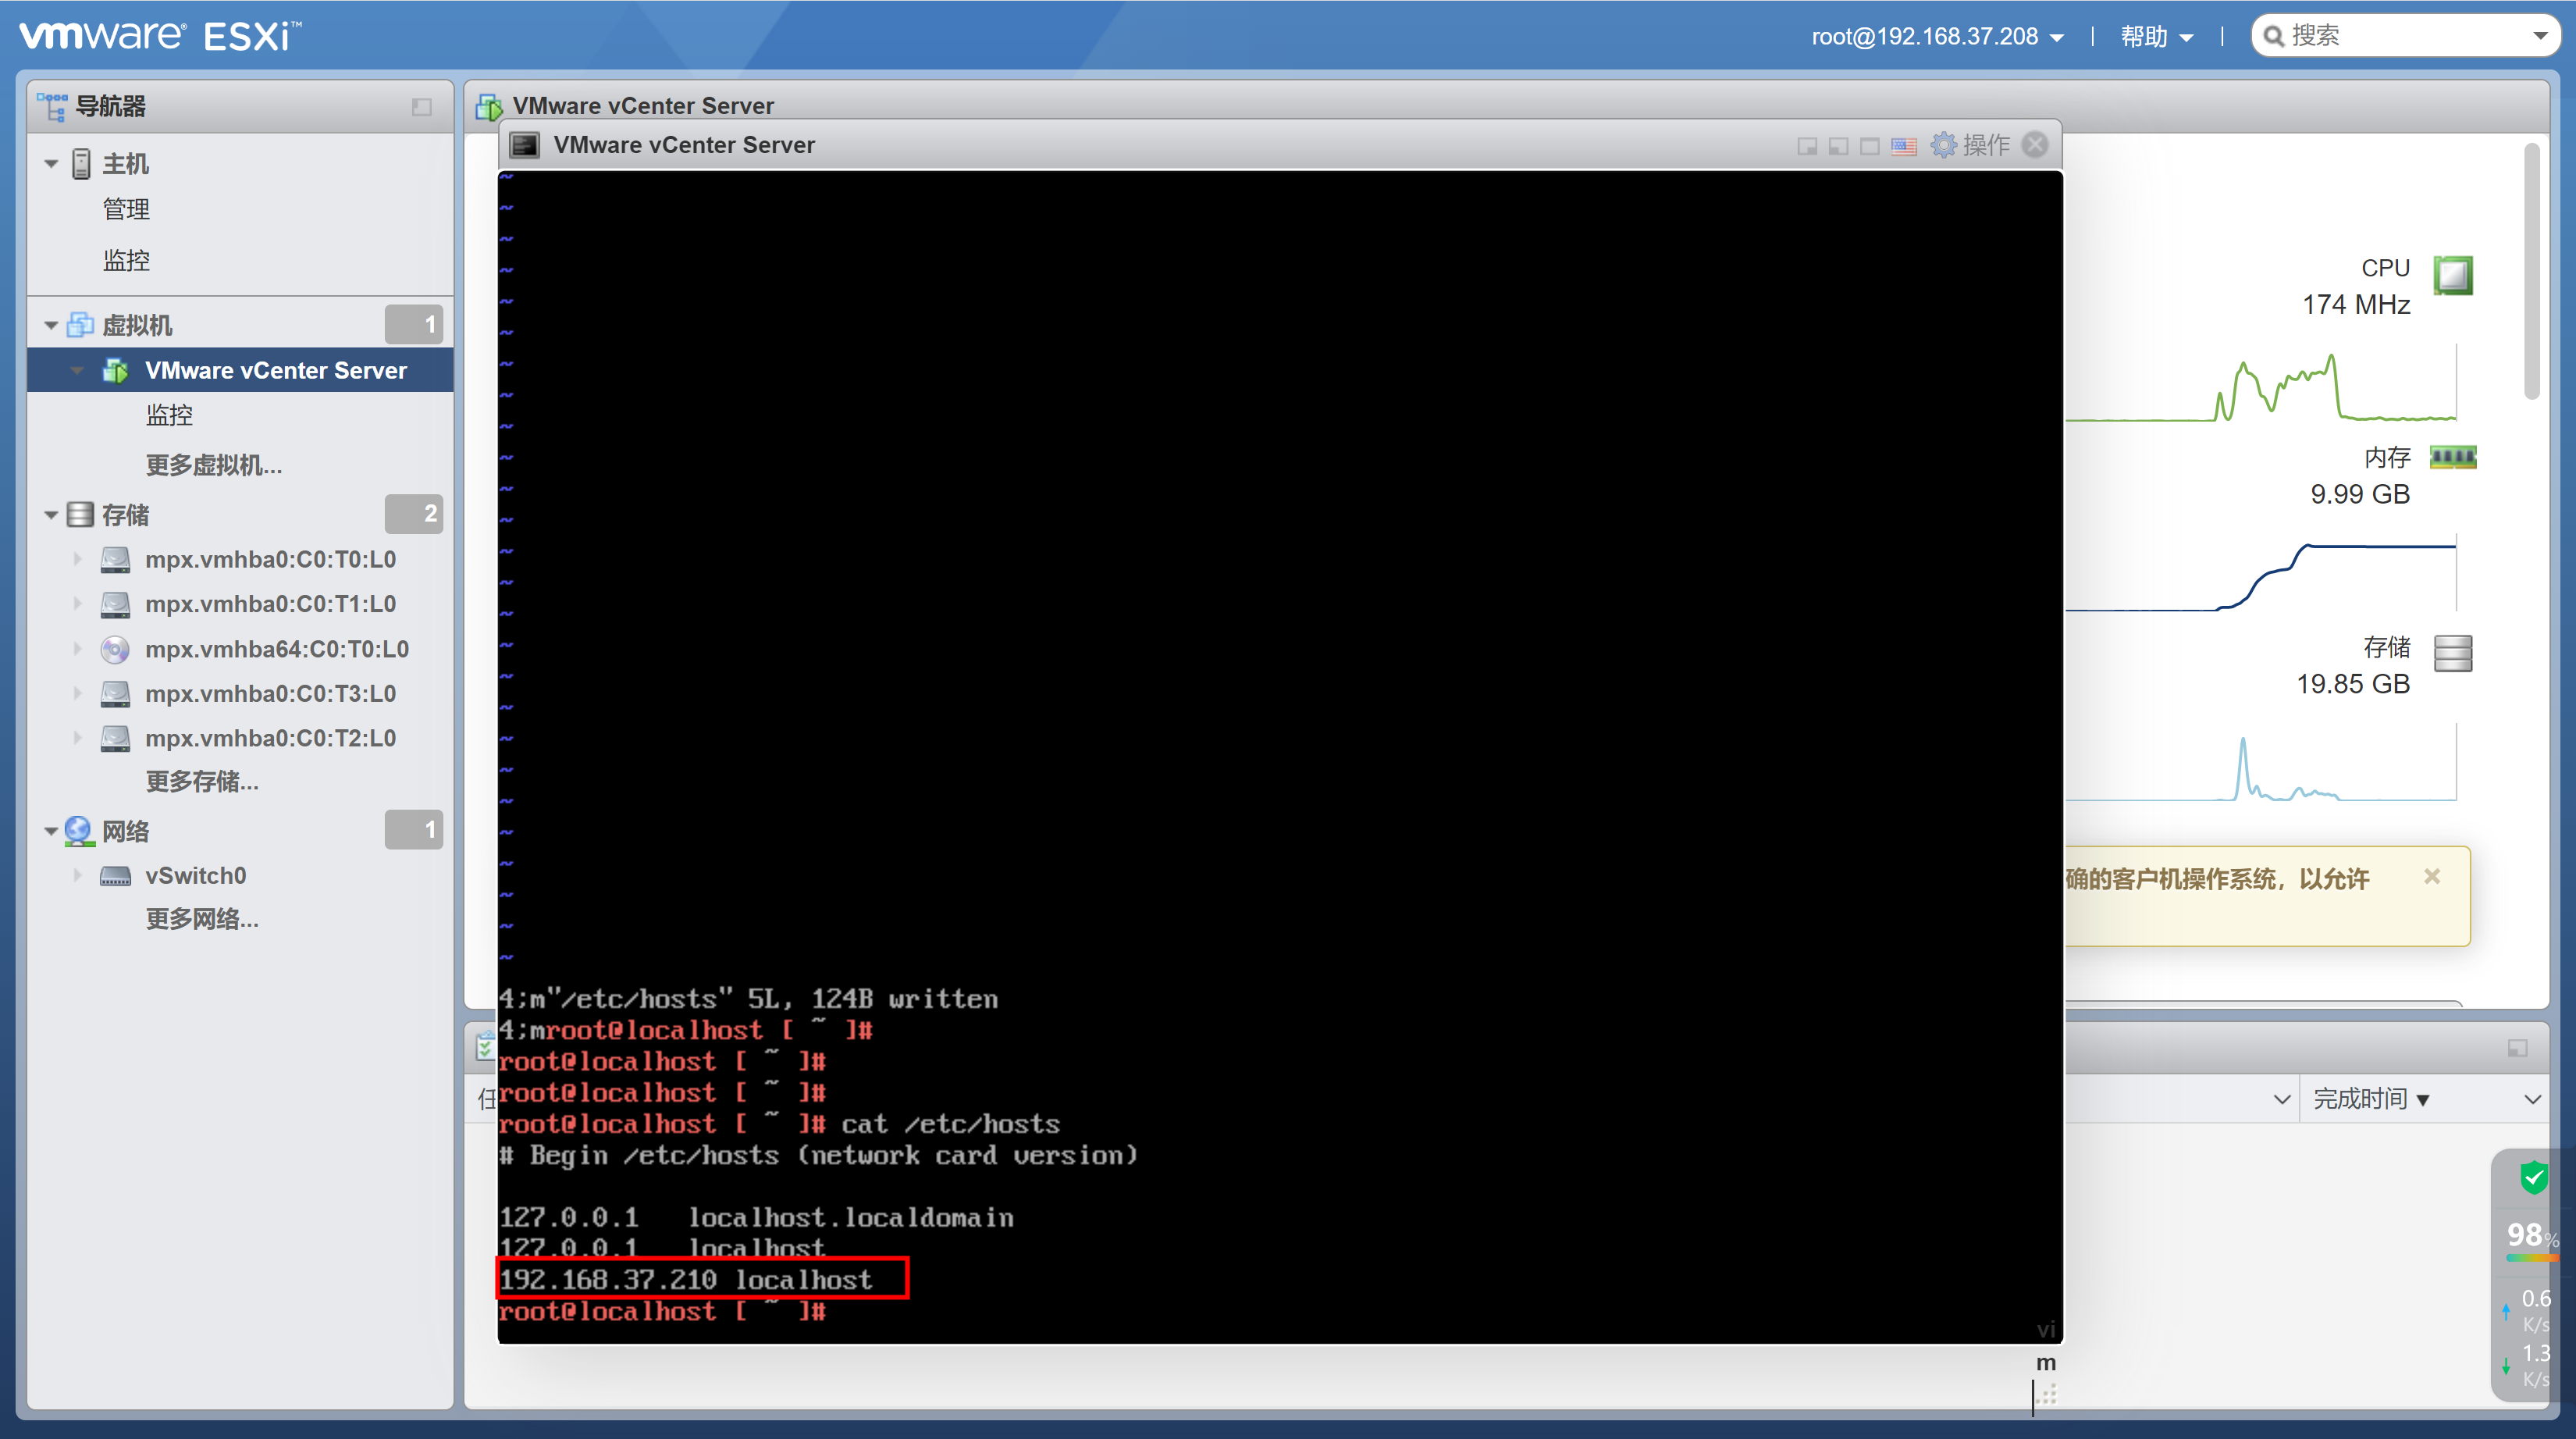 vmware® ESXi™
root@192.168.37.208
帮助
搜索
导航器
主机
管理
监控
虚拟机 1
VMware vCenter Server
监控
更多虚拟机...
存储 2
mpx.vmhba0:C0:T0:L0
mpx.vmhba0:C0:T1:L0
mpx.vmhba64:C0:T0:L0
mpx.vmhba0:C0:T3:L0
mpx.vmhba0:C0:T2:L0
更多存储...
网络 1
vSwitch0
更多网络...
VMware vCenter Server
VMware vCenter Server
操作
4;m"/etc/hosts" 5L, 124B written
4;mroot@localhost [ ~ ]#
root@localhost [ ~ ]#
root@localhost [ ~ ]#
root@localhost [ ~ ]# cat /etc/hosts
# Begin /etc/hosts (network card version)
127.0.0.1 localhost.localdomain
127.0.0.1 localhost
192.168.37.210 localhost
root@localhost [ ~ ]#
vi
m
CPU
174 MHz
内存
9.99 GB
存储
19.85 GB
确的客户机操作系统，以允许
任
完成时间▼
98%
0.6
K/s
1.3
K/s